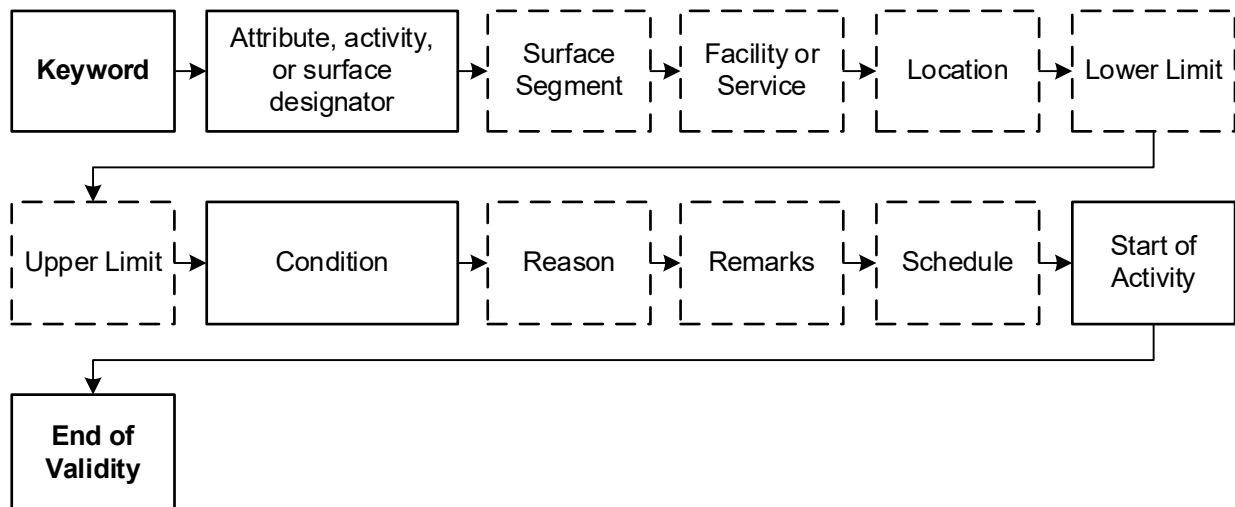 Keyword
Attribute, activity,
or surface
designator
Surface
Segment
Facility or
Service
Location
Lower Limit
Upper Limit
Condition
Reason
Remarks
Schedule
Start of
Activity
End of
Validity